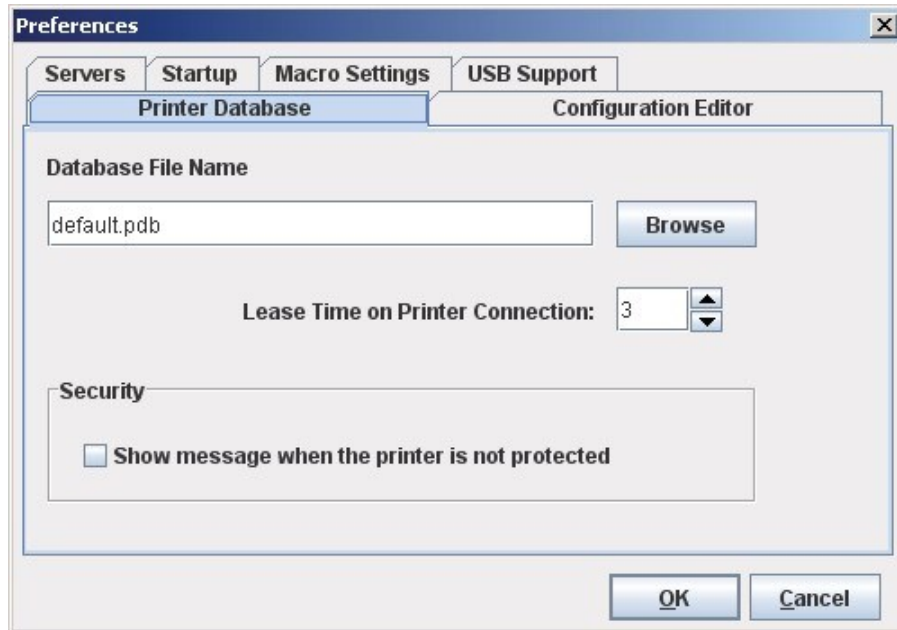 Preferences
Servers Startup Macro Settings USB Support
Printer Database Configuration Editor
Database File Name
default.pdb Browse
Lease Time on Printer Connection: 3
Security
Show message when the printer is not protected
OK Cancel